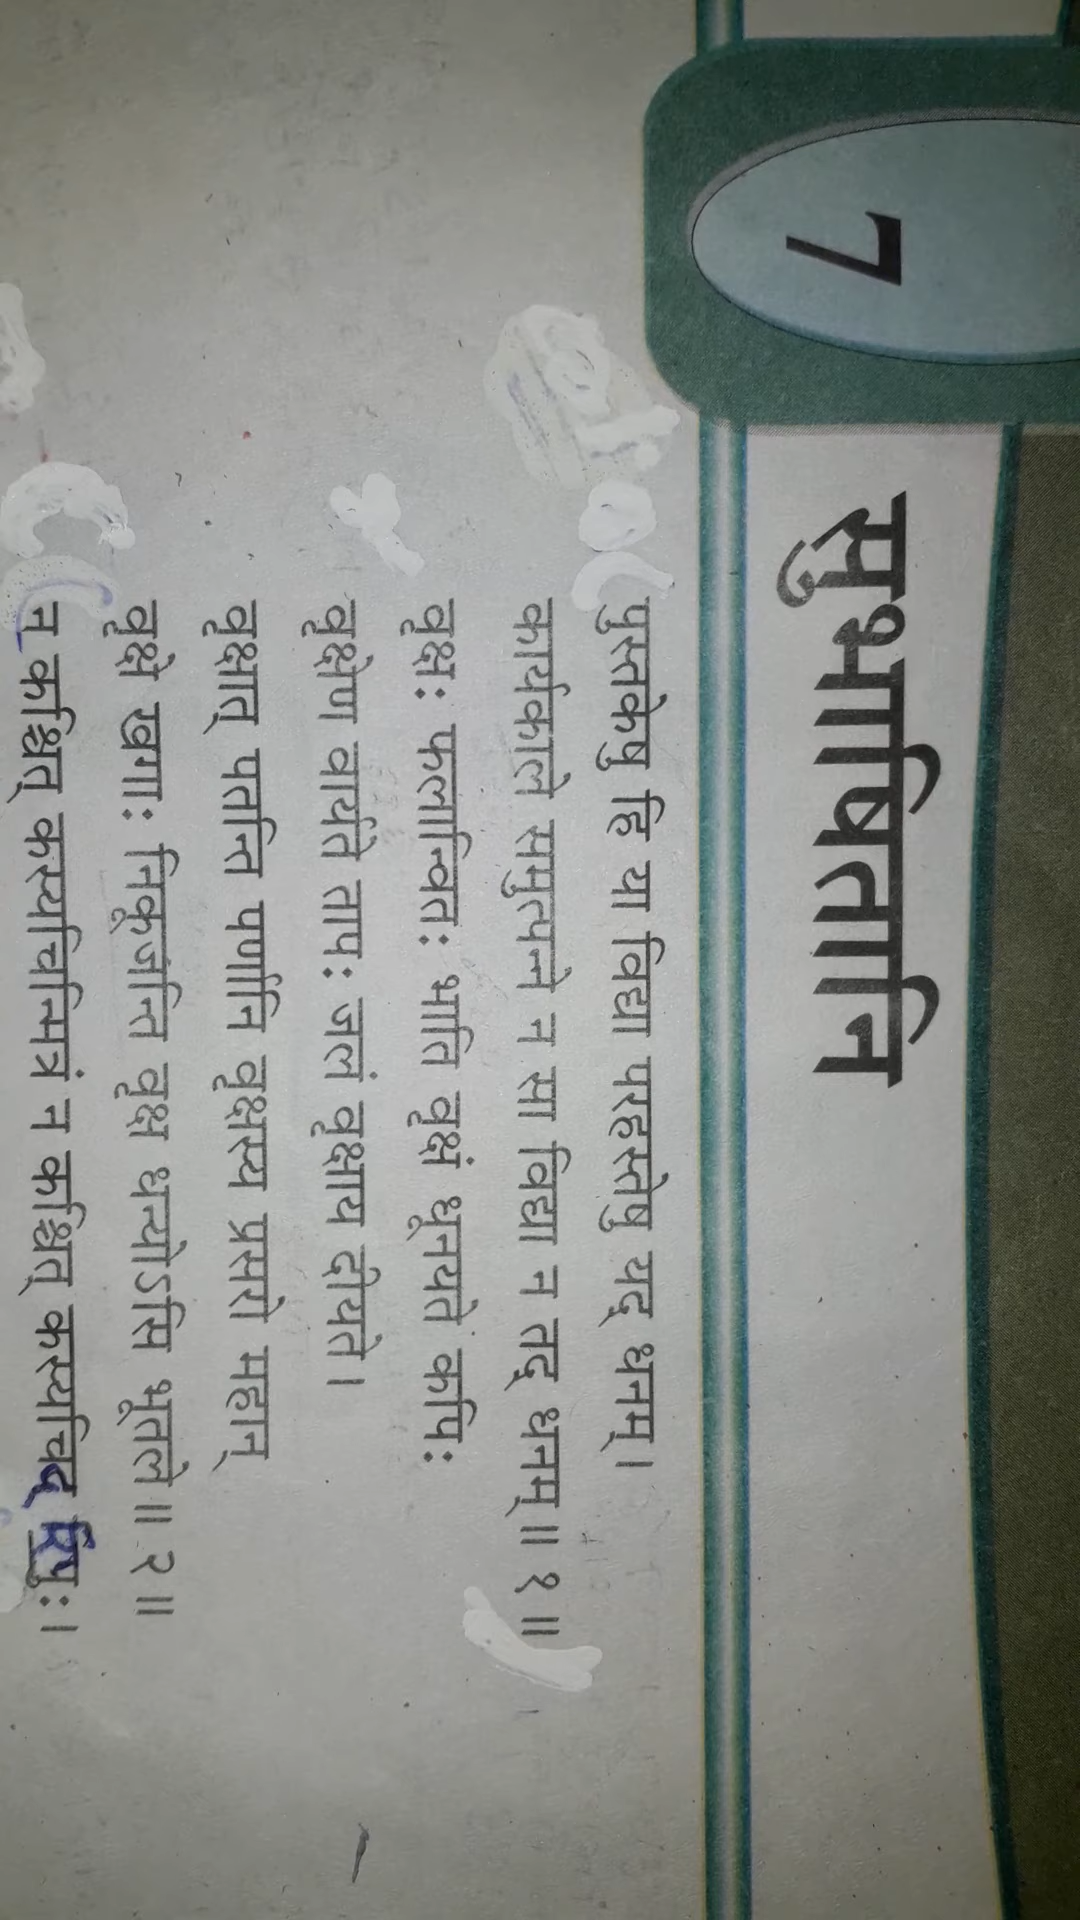 7
सुभाषितानि
पुस्तकेषु हि या विद्या परहस्तेषु यद् धनम्।
कार्यकाले समुत्पन्ने न सा विद्या न तद् धनम्॥ १॥
वृक्षः फलान्वितः भाति वृक्षं धूनयते कपिः
वृक्षेण वार्यते तापः जलं वृक्षाय दीयते।
वृक्षात् पतन्ति पर्णानि वृक्षस्य प्रसरो महान्
वृक्षे खगाः निकूजन्ति वृक्ष धन्योऽसि भूतले॥ २॥
न कश्चित् कस्यचिन्मित्रं न कश्चित् कस्यचिद् रिपुः।